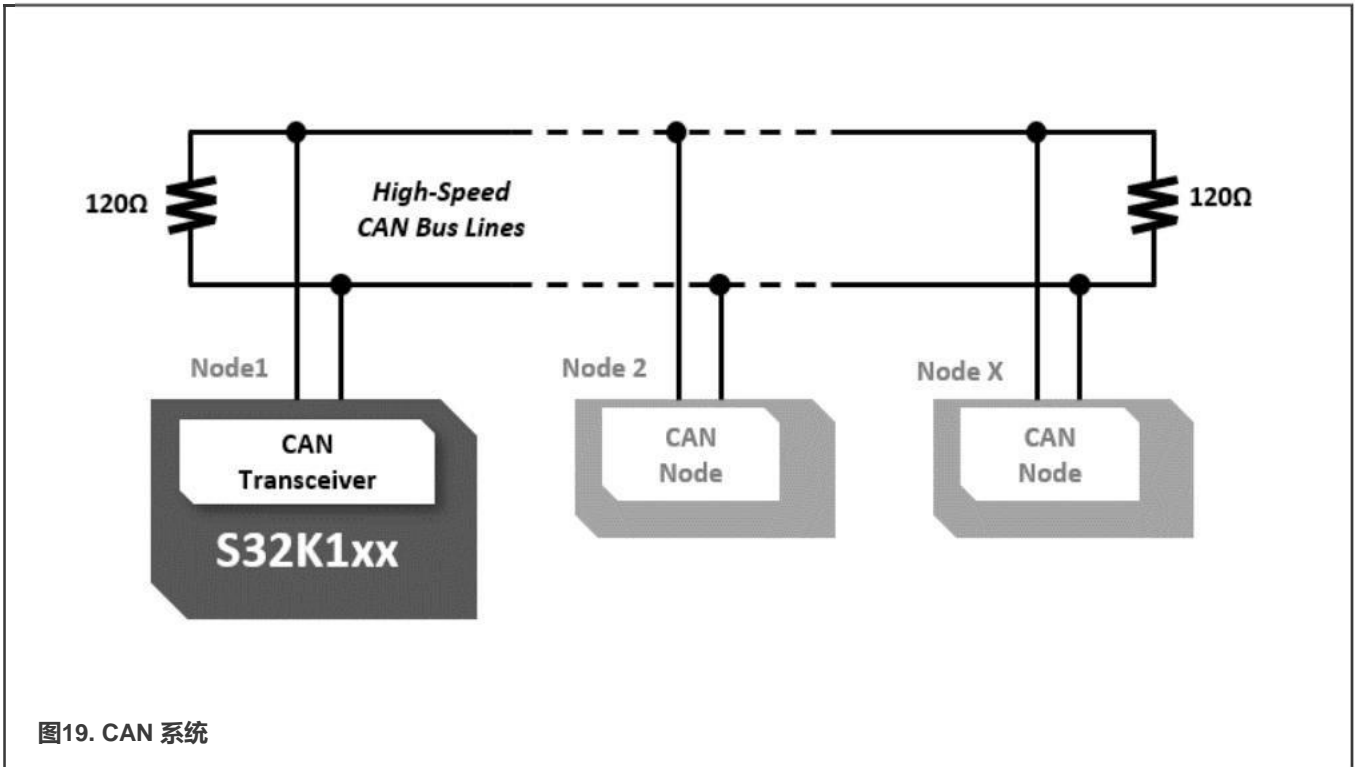 120Ω
High-Speed
CAN Bus Lines
120Ω
Node1
Node 2
Node X
CAN
Transceiver
S32K1xx
CAN
Node
CAN
Node
图19. CAN 系统